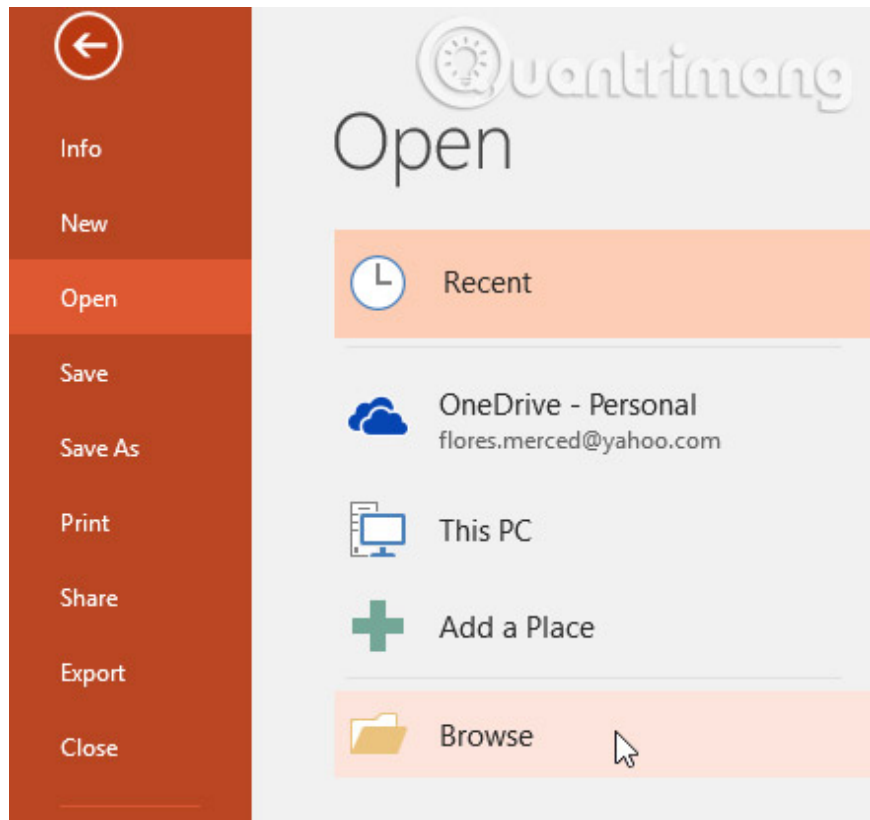 Quantrimang
Open
Info
New
Open
Save
Save As
Print
Share
Export
Close
Recent
OneDrive - Personal
flores.merced@yahoo.com
This PC
Add a Place
Browse